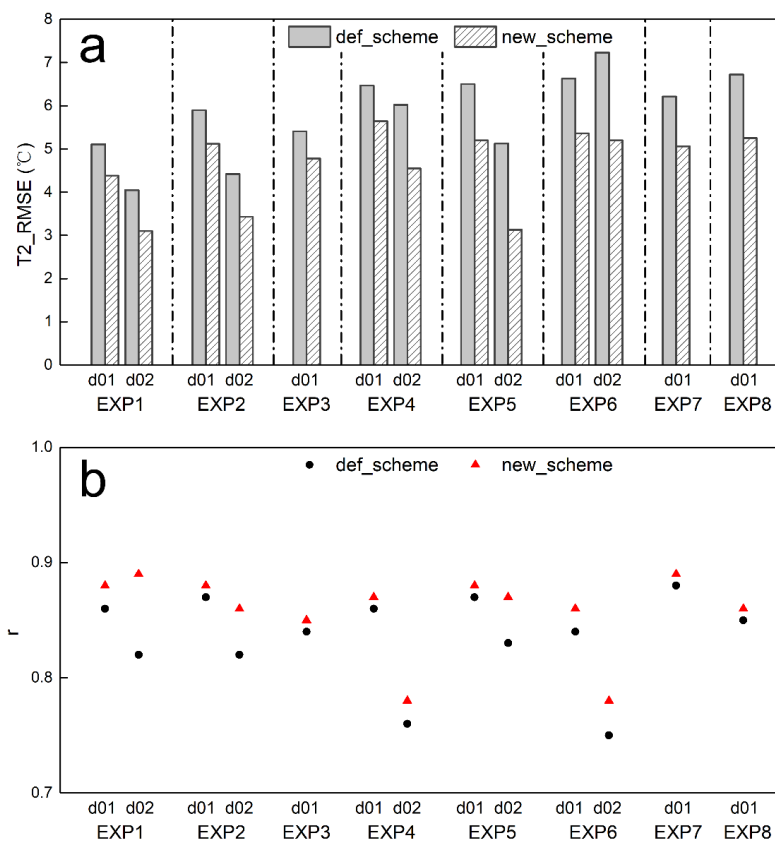 8
7
6
5
4
3
2
1
0
T2_RMSE (℃)
a
def_scheme new_scheme
d01 d02 d01 d02 d01 d01 d02 d01 d02 d01 d02 d01 d01
EXP1 EXP2 EXP3 EXP4 EXP5 EXP6 EXP7 EXP8
1.0
0.9
0.8
0.7
r
b
def_scheme new_scheme
d01 d02 d01 d02 d01 d01 d02 d01 d02 d01 d02 d01 d01
EXP1 EXP2 EXP3 EXP4 EXP5 EXP6 EXP7 EXP8